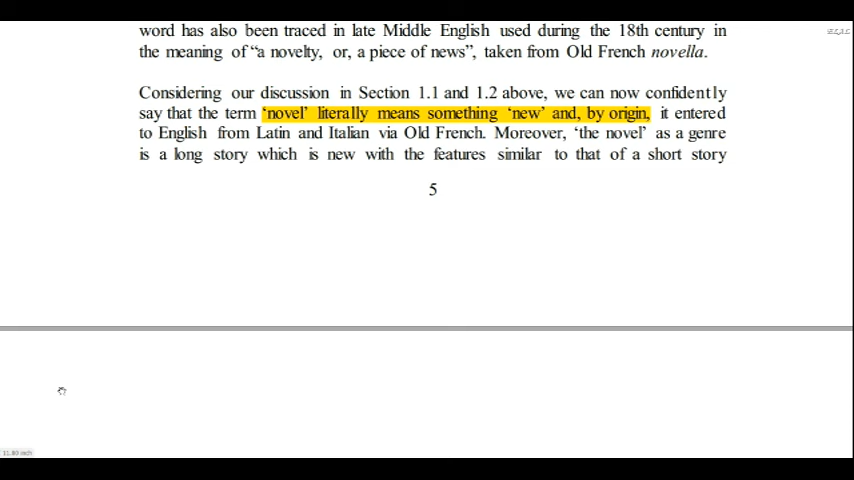 word has also been traced in late Middle English used during the 18th century in
the meaning of “a novelty, or, a piece of news”, taken from Old French novella.
Considering our discussion in Section 1.1 and 1.2 above, we can now confidently
say that the term ‘novel’ literally means something ‘new’ and, by origin, it entered
to English from Latin and Italian via Old French. Moreover, ‘the novel’ as a genre
is a long story which is new with the features similar to that of a short story
5